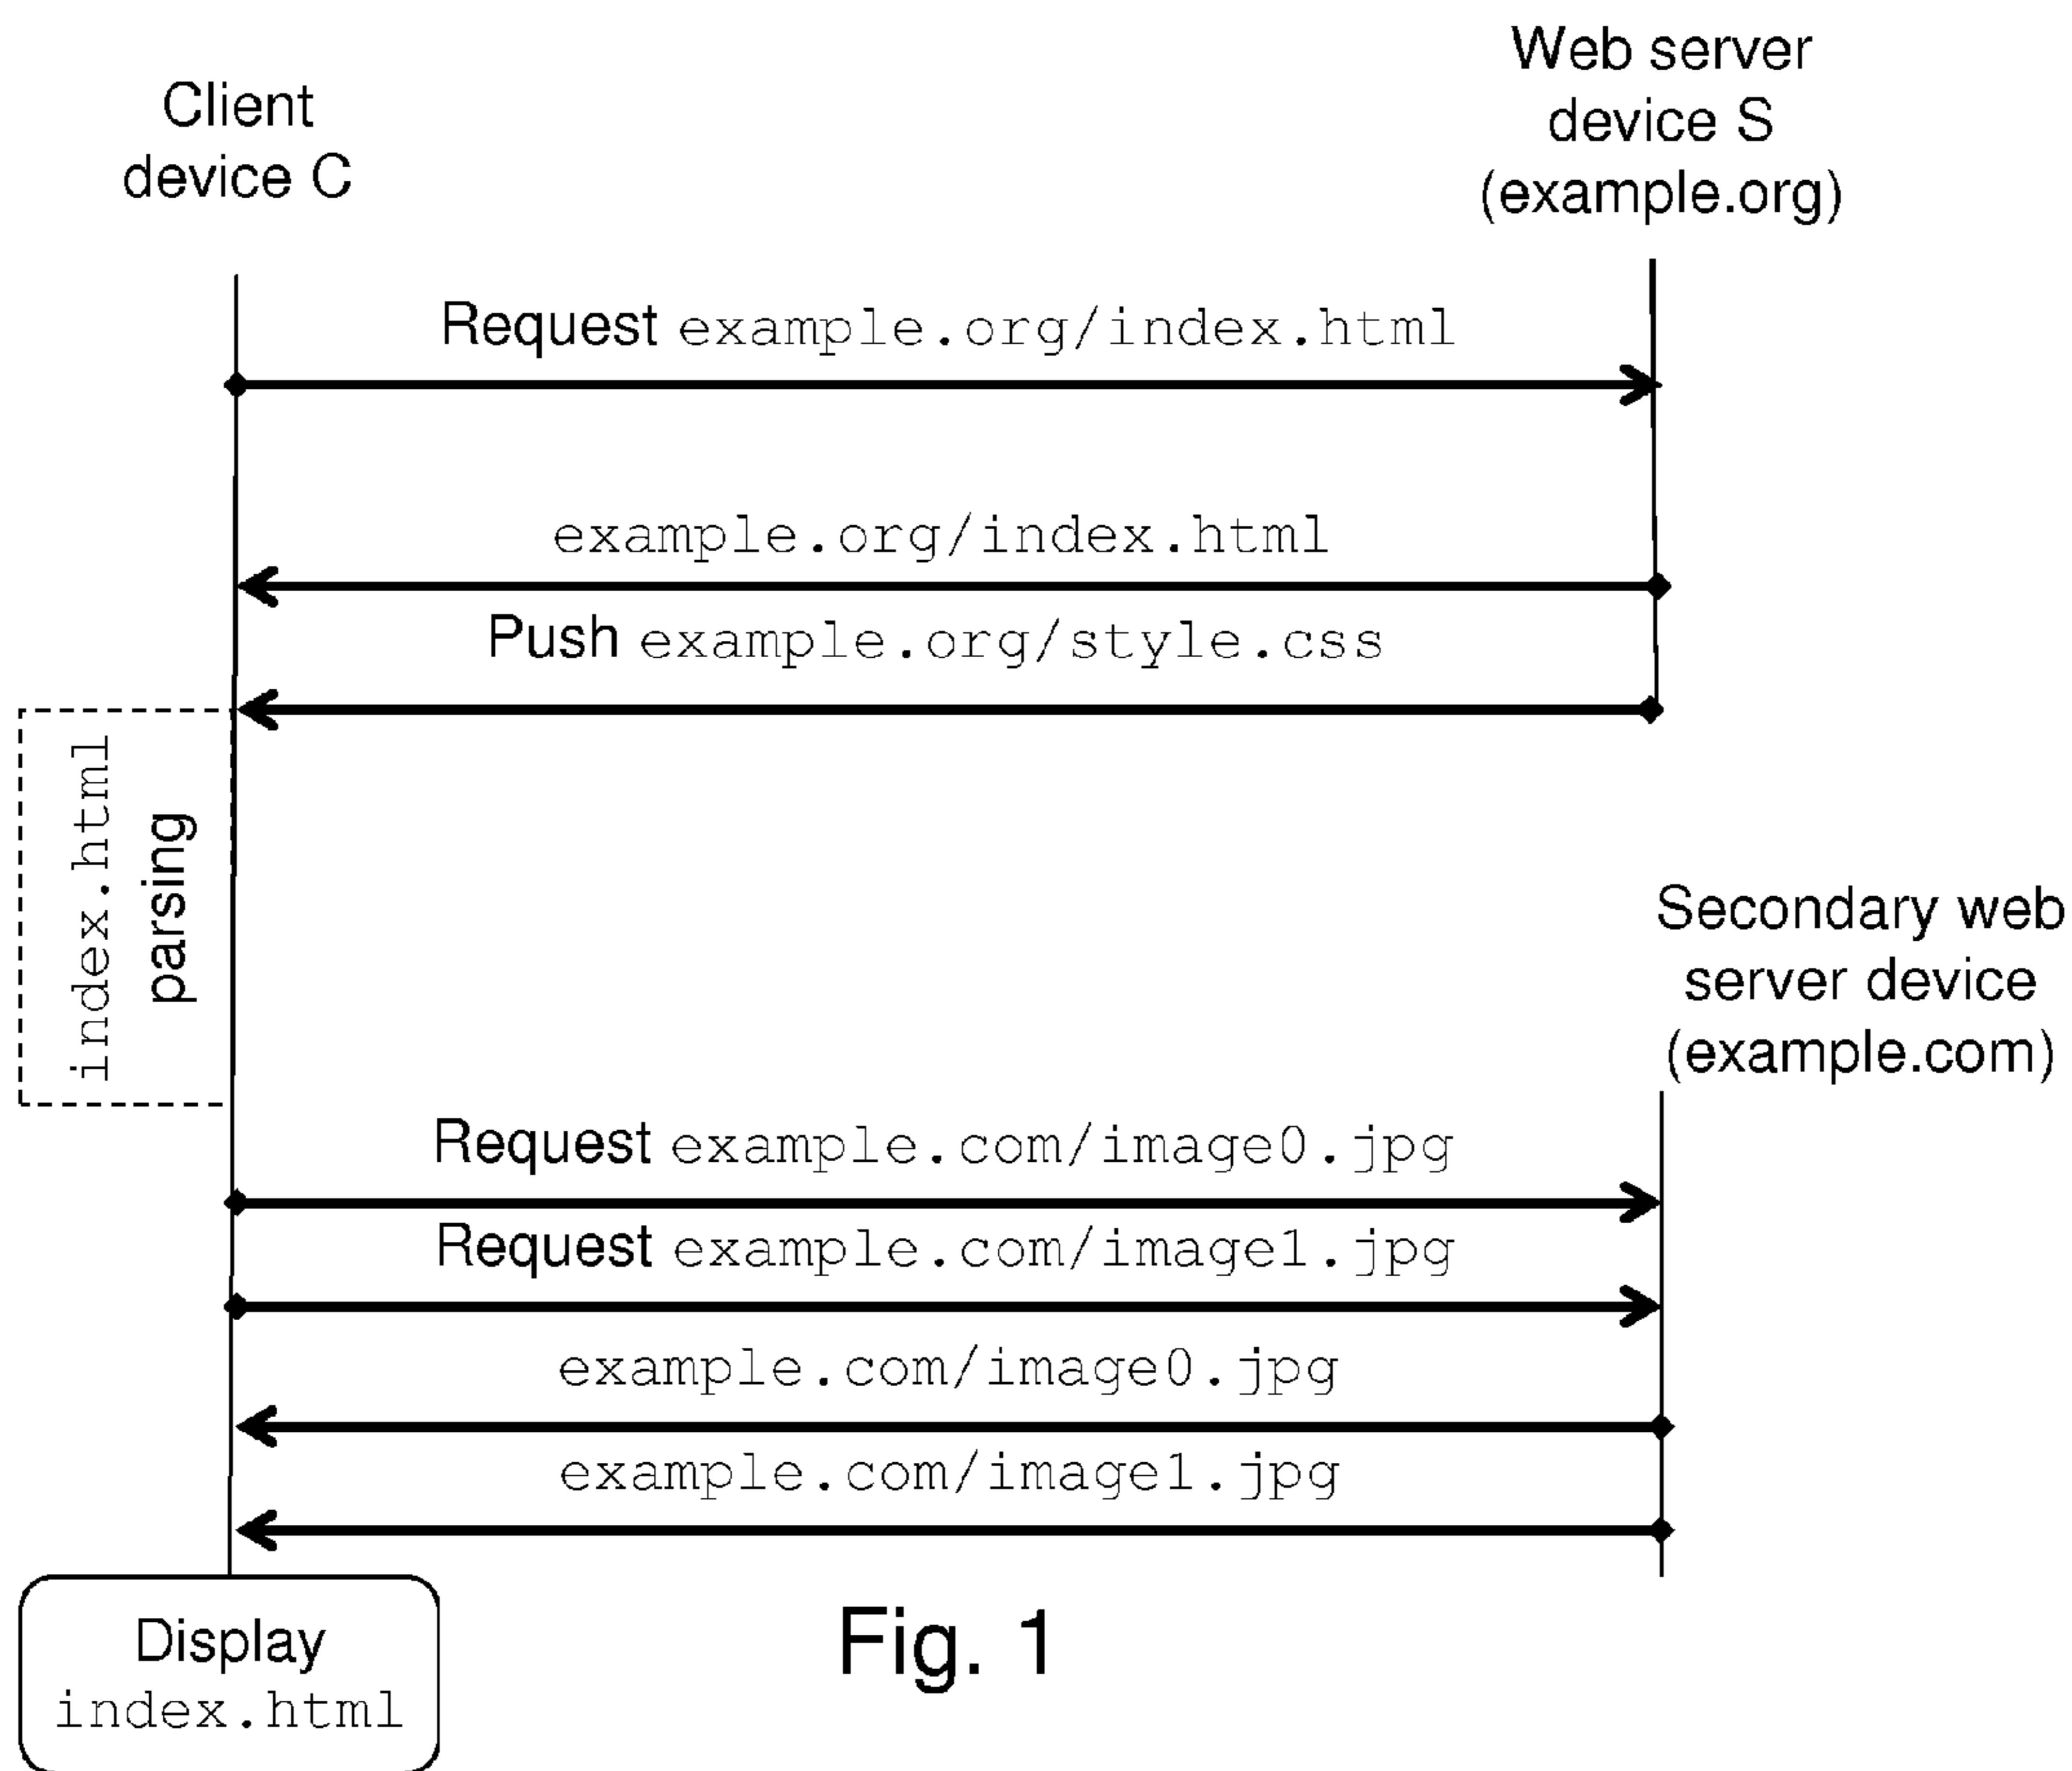 Client
device C
Web server
device S
(example.org)
Request example.org/index.html
example.org/index.html
Push example.org/style.css
index.html
parsing
Secondary web
server device
(example.com)
Request example.com/image0.jpg
Request example.com/image1.jpg
example.com/image0.jpg
example.com/image1.jpg
Display
index.html
Fig. 1